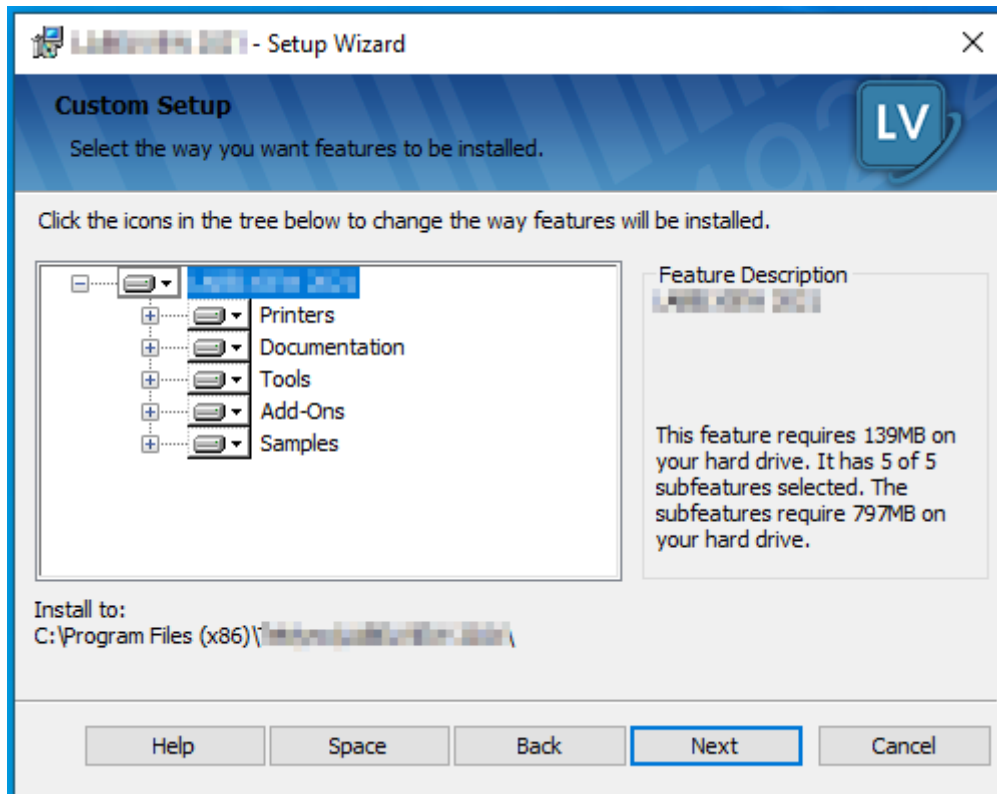 - Setup Wizard
Custom Setup
Select the way you want features to be installed.
LV
Click the icons in the tree below to change the way features will be installed.
Printers
Documentation
Tools
Add-Ons
Samples
Feature Description
This feature requires 139MB on
your hard drive. It has 5 of 5
subfeatures selected. The
subfeatures require 797MB on
your hard drive.
Install to:
C:\Program Files (x86)\
Help
Space
Back
Next
Cancel